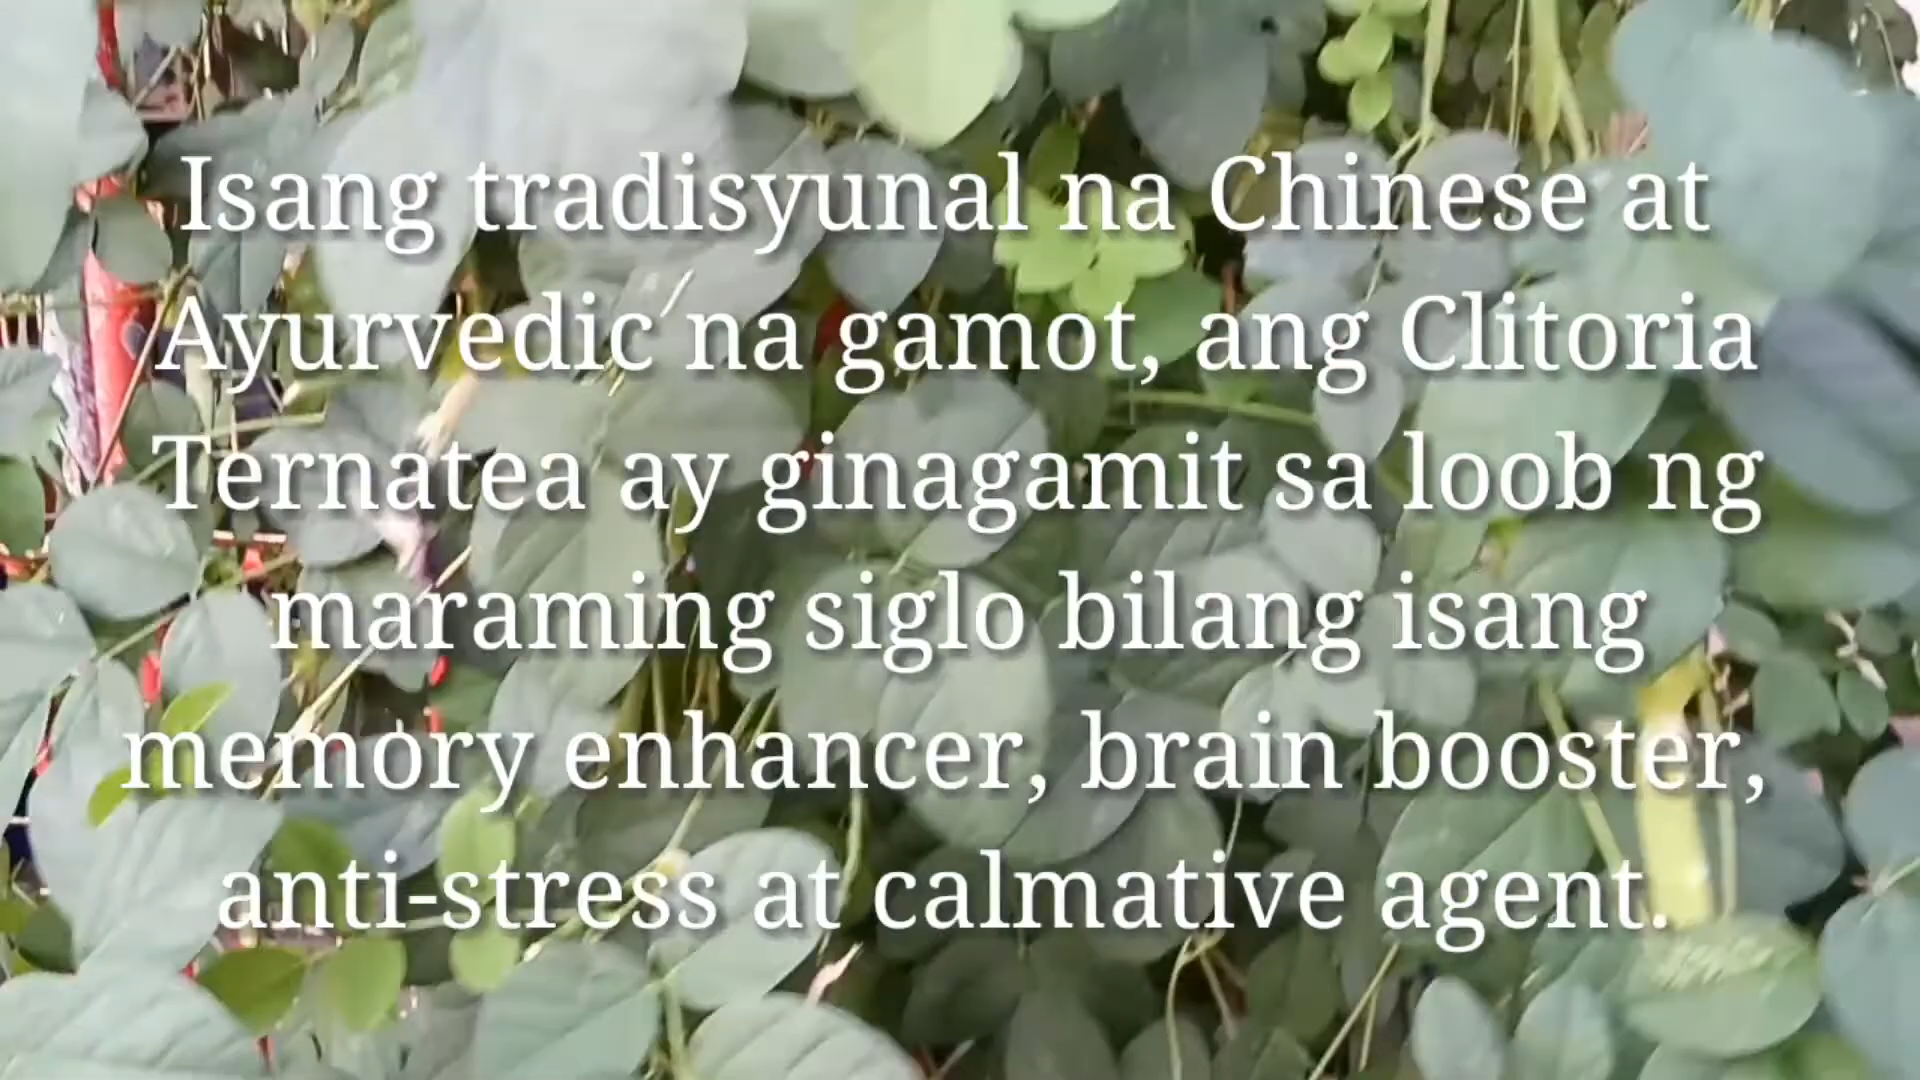 Isang tradisyunal na Chinese at
Ayurvedic na gamot, ang Clitoria
Ternatea ay ginagamit sa loob ng
maraming siglo bilang isang
memory enhancer, brain booster,
anti-stress at calmative agent.